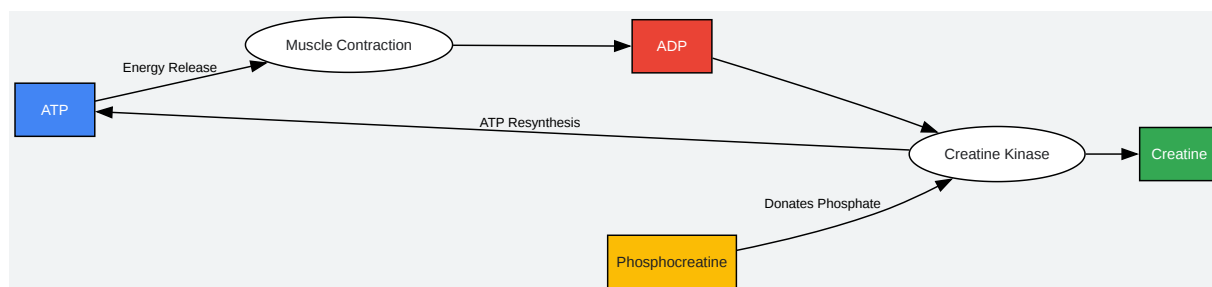 Muscle Contraction
ADP
Energy Release
ATP
ATP Resynthesis
Creatine Kinase
Creatine
Donates Phosphate
Phosphocreatine